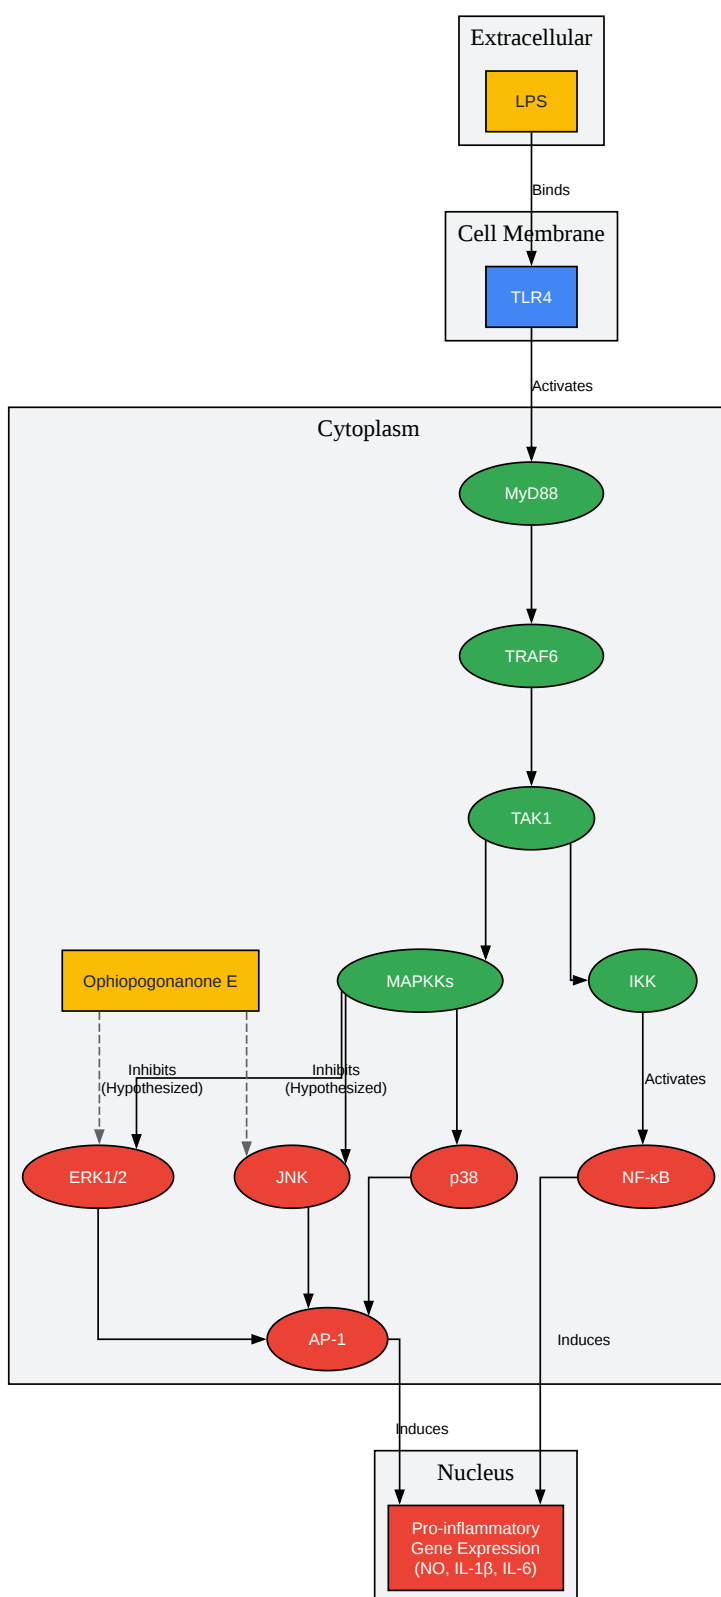 Extracellular
LPS
Binds
Cell Membrane
TLR4
Activates
Cytoplasm
MyD88
TRAF6
TAK1
Ophiopogonanone E
MAPKKs
IKK
Inhibits
(Hypothesized)
Inhibits
(Hypothesized)
Activates
ERK1/2
JNK
p38
NF-κB
AP-1
Induces
Induces
Nucleus
Pro-inflammatory
Gene Expression
(NO, IL-1β, IL-6)